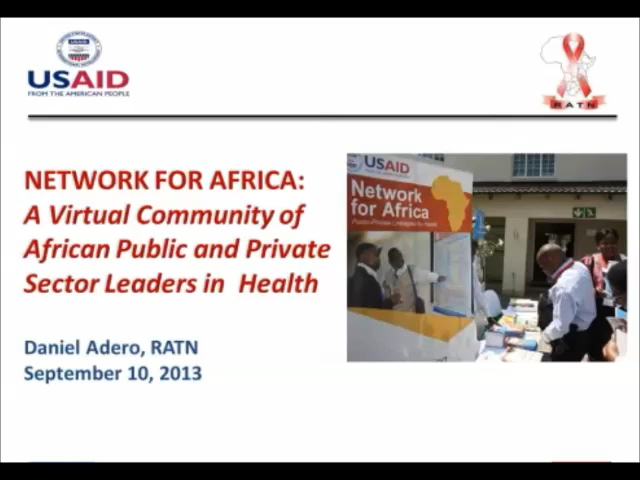 USAID
FROM THE AMERICAN PEOPLE
RATN
NETWORK FOR AFRICA:
A Virtual Community of
African Public and Private
Sector Leaders in Health
Daniel Adero, RATN
September 10, 2013
USAID
Network
for Africa